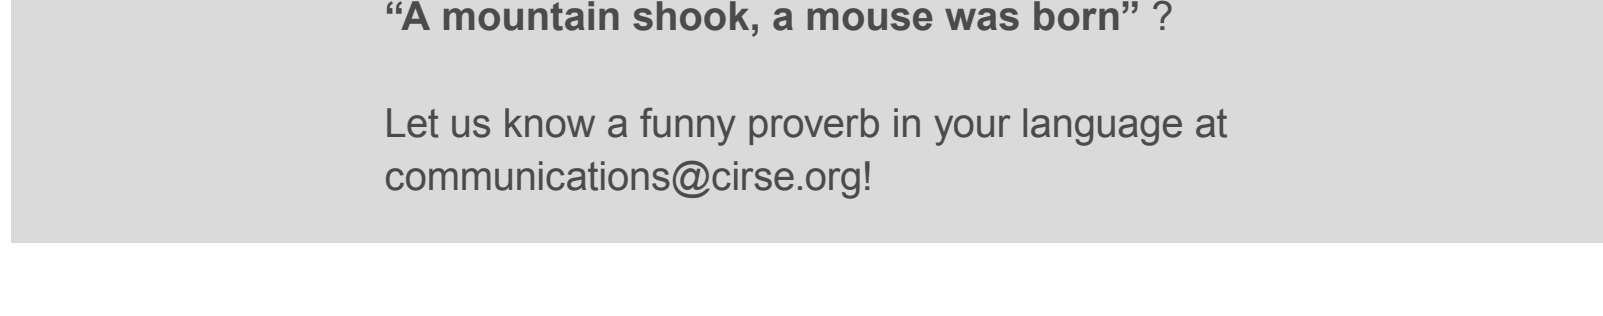 “A mountain shook, a mouse was born” ?
Let us know a funny proverb in your language at
communications@cirse.org!